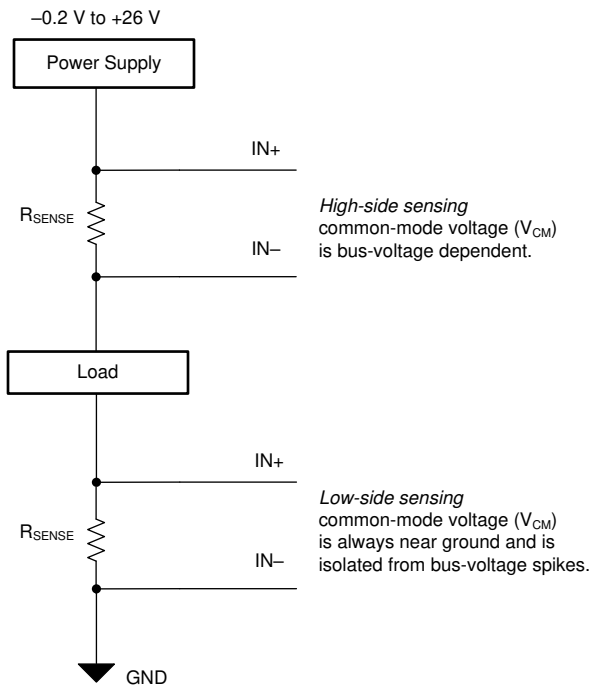 –0.2 V to +26 V
Power Supply
IN+
RSENSE
High-side sensing
common-mode voltage (VCM)
is bus-voltage dependent.
IN–
Load
IN+
RSENSE
Low-side sensing
common-mode voltage (VCM)
is always near ground and is
isolated from bus-voltage spikes.
IN–
GND